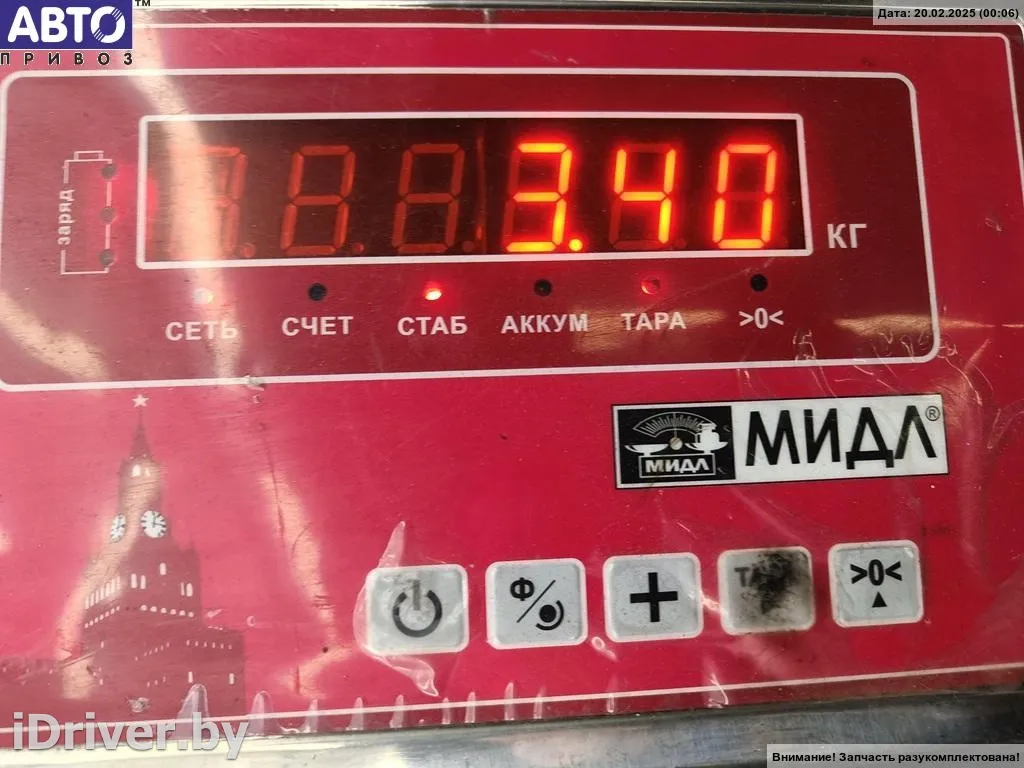 АВТО™
ПРИВОЗ
Дата: 20.02.2025 (00:06)
заряд
3.40
КГ
СЕТЬ СЧЕТ СТАБ АККУМ ТАРА >0<
МИДЛ
МИДЛ®
Ф/ + >0<
iDriver.by
Внимание! Запчасть разукомплектована!